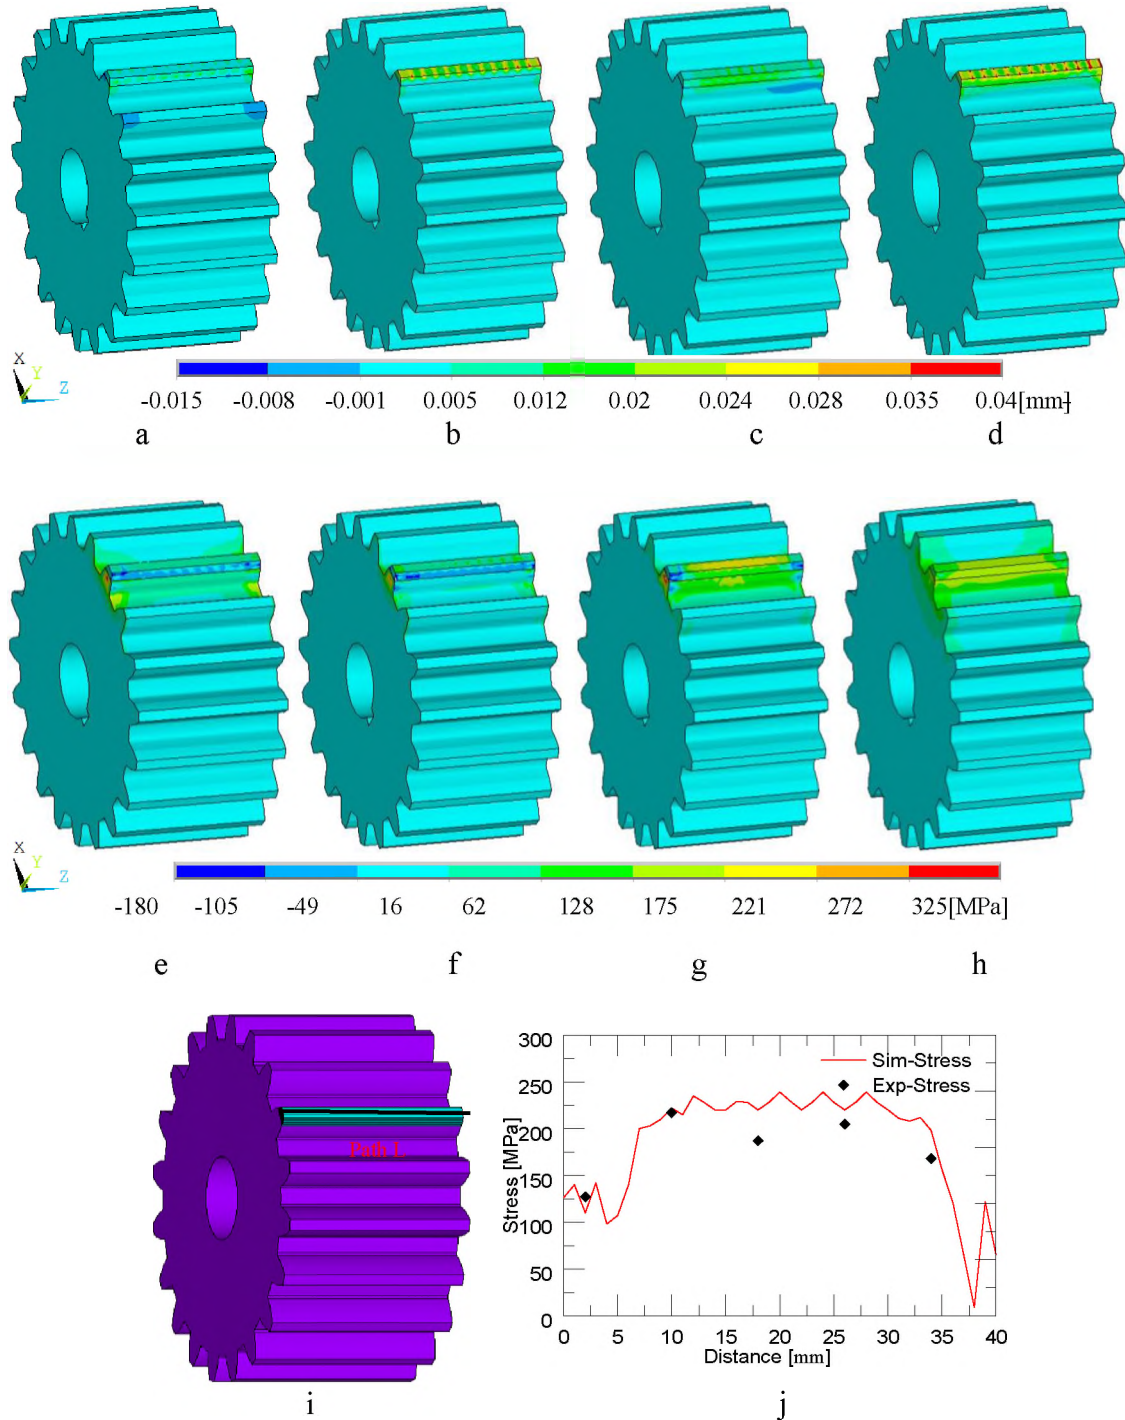 X
Y
Z
-0.015 -0.008 -0.001 0.005 0.012 0.02 0.024 0.028 0.035 0.04[mm]
a b c d
X
Y
Z
-180 -105 -49 16 62 128 175 221 272 325[MPa]
e f g h
Path L
i
300
250
200
150
100
50
0
Stress [MPa]
Sim-Stress
Exp-Stress
0 5 10 15 20 25 30 35 40
Distance [mm]
j